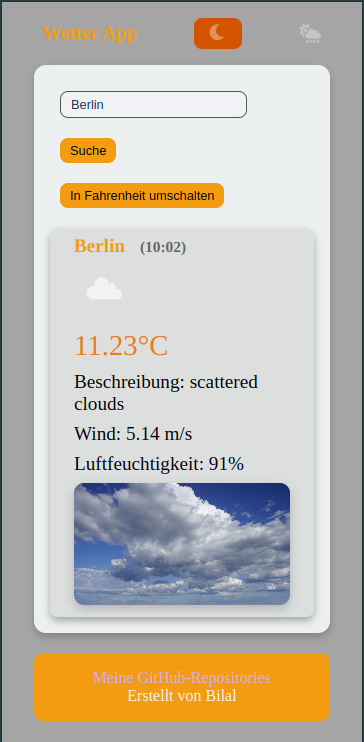 Wetter App
Berlin
Suche
In Fahrenheit umschalten
Berlin (10:02)
11.23°C
Beschreibung: scattered
clouds
Wind: 5.14 m/s
Luftfeuchtigkeit: 91%
Meine GitHub-Repositories
Erstellt von Bilal